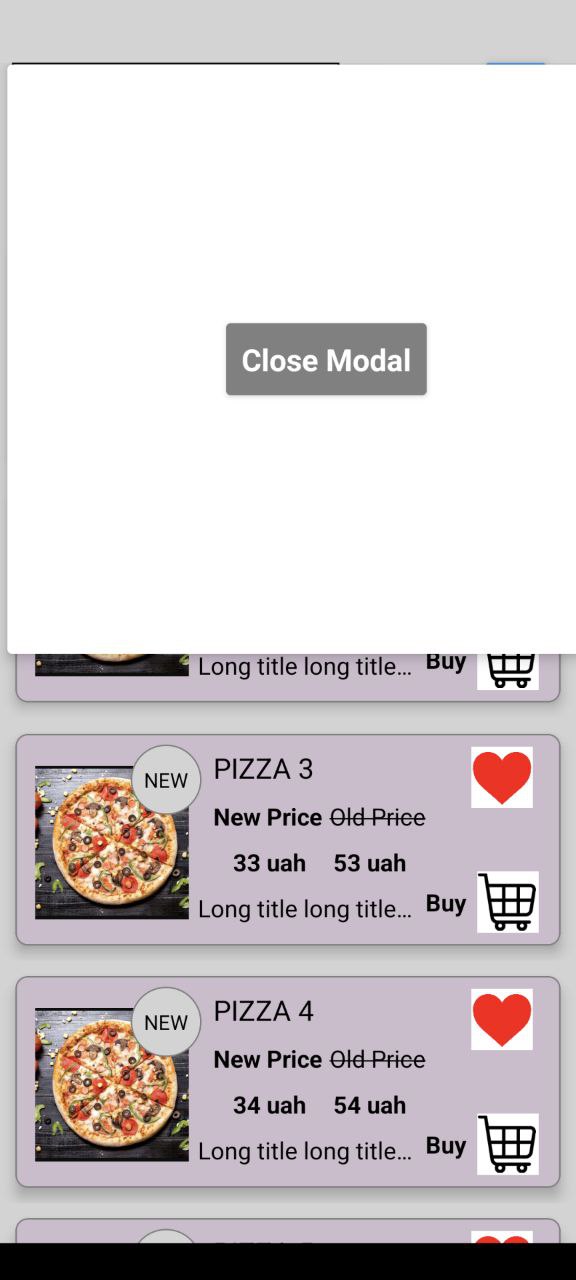 Close Modal
Long title long title... Buy
NEW
PIZZA 3
New Price Old Price
33 uah 53 uah
Long title long title... Buy
NEW
PIZZA 4
New Price Old Price
34 uah 54 uah
Long title long title... Buy